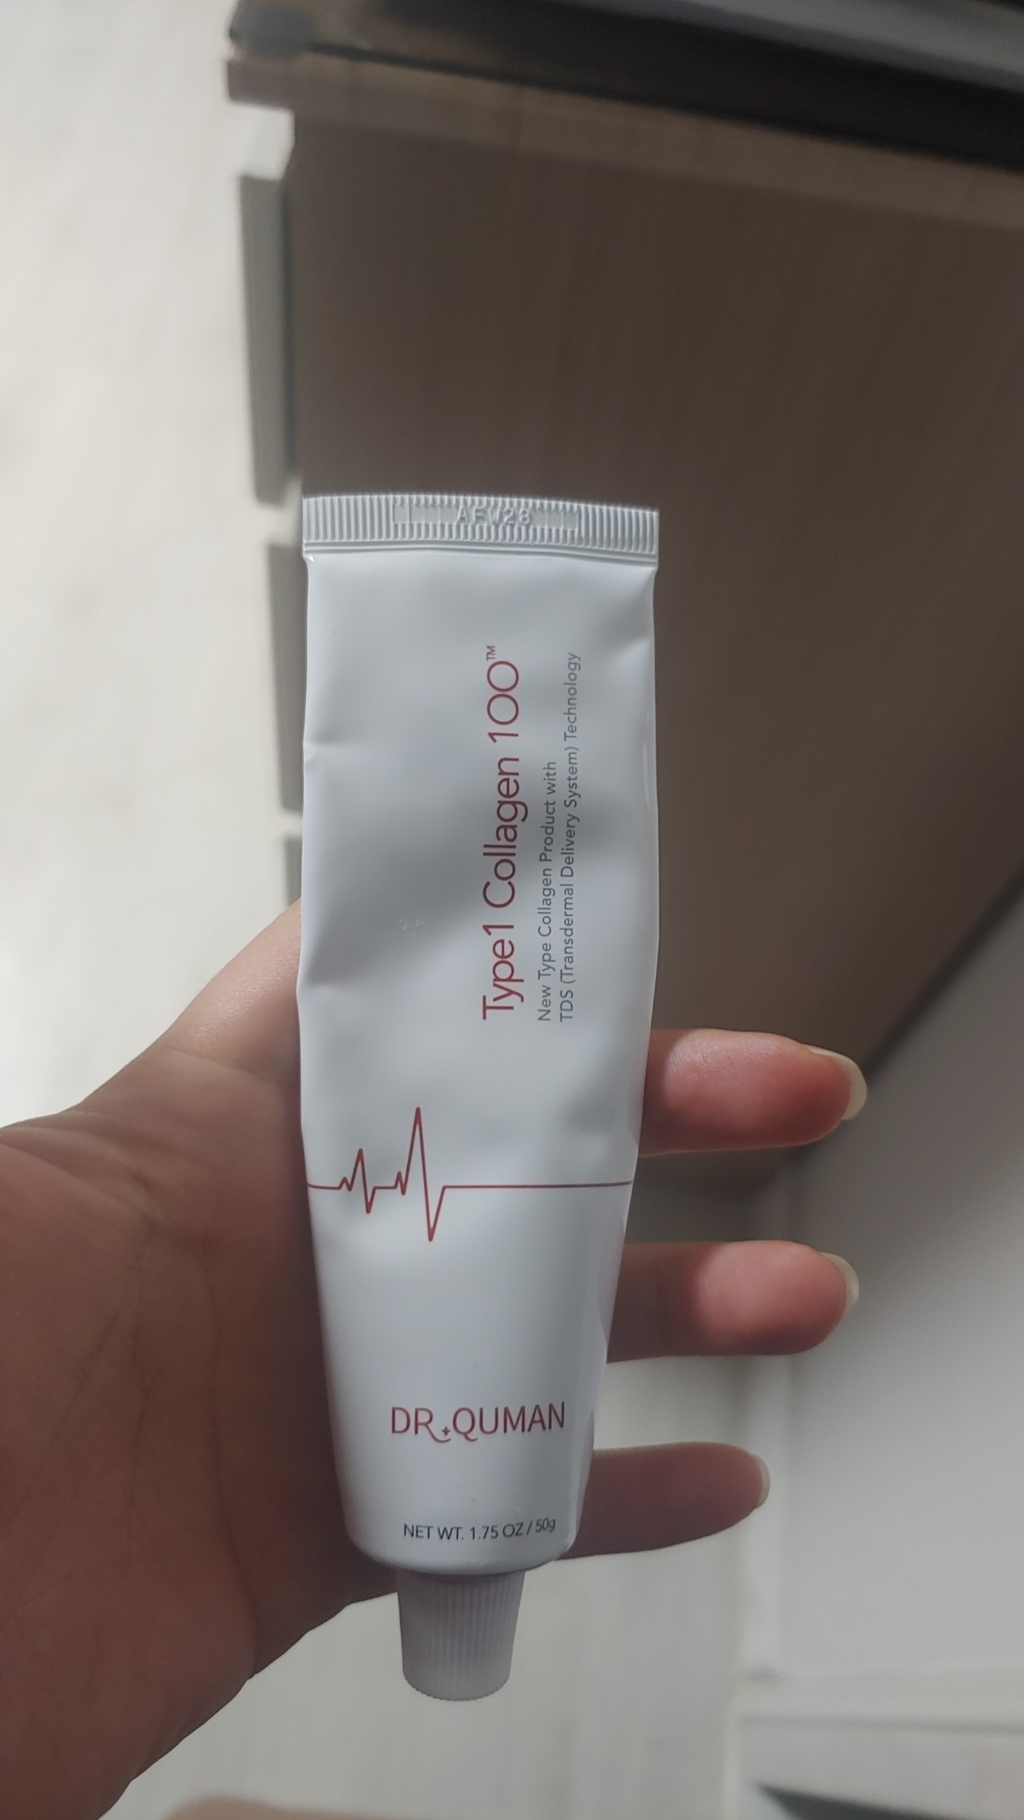 AFW28
Type1 Collagen 100™
New Type Collagen Product with
TDS (Transdermal Delivery System) Technology
DR.QUMAN
NET WT. 1.75 OZ / 50g